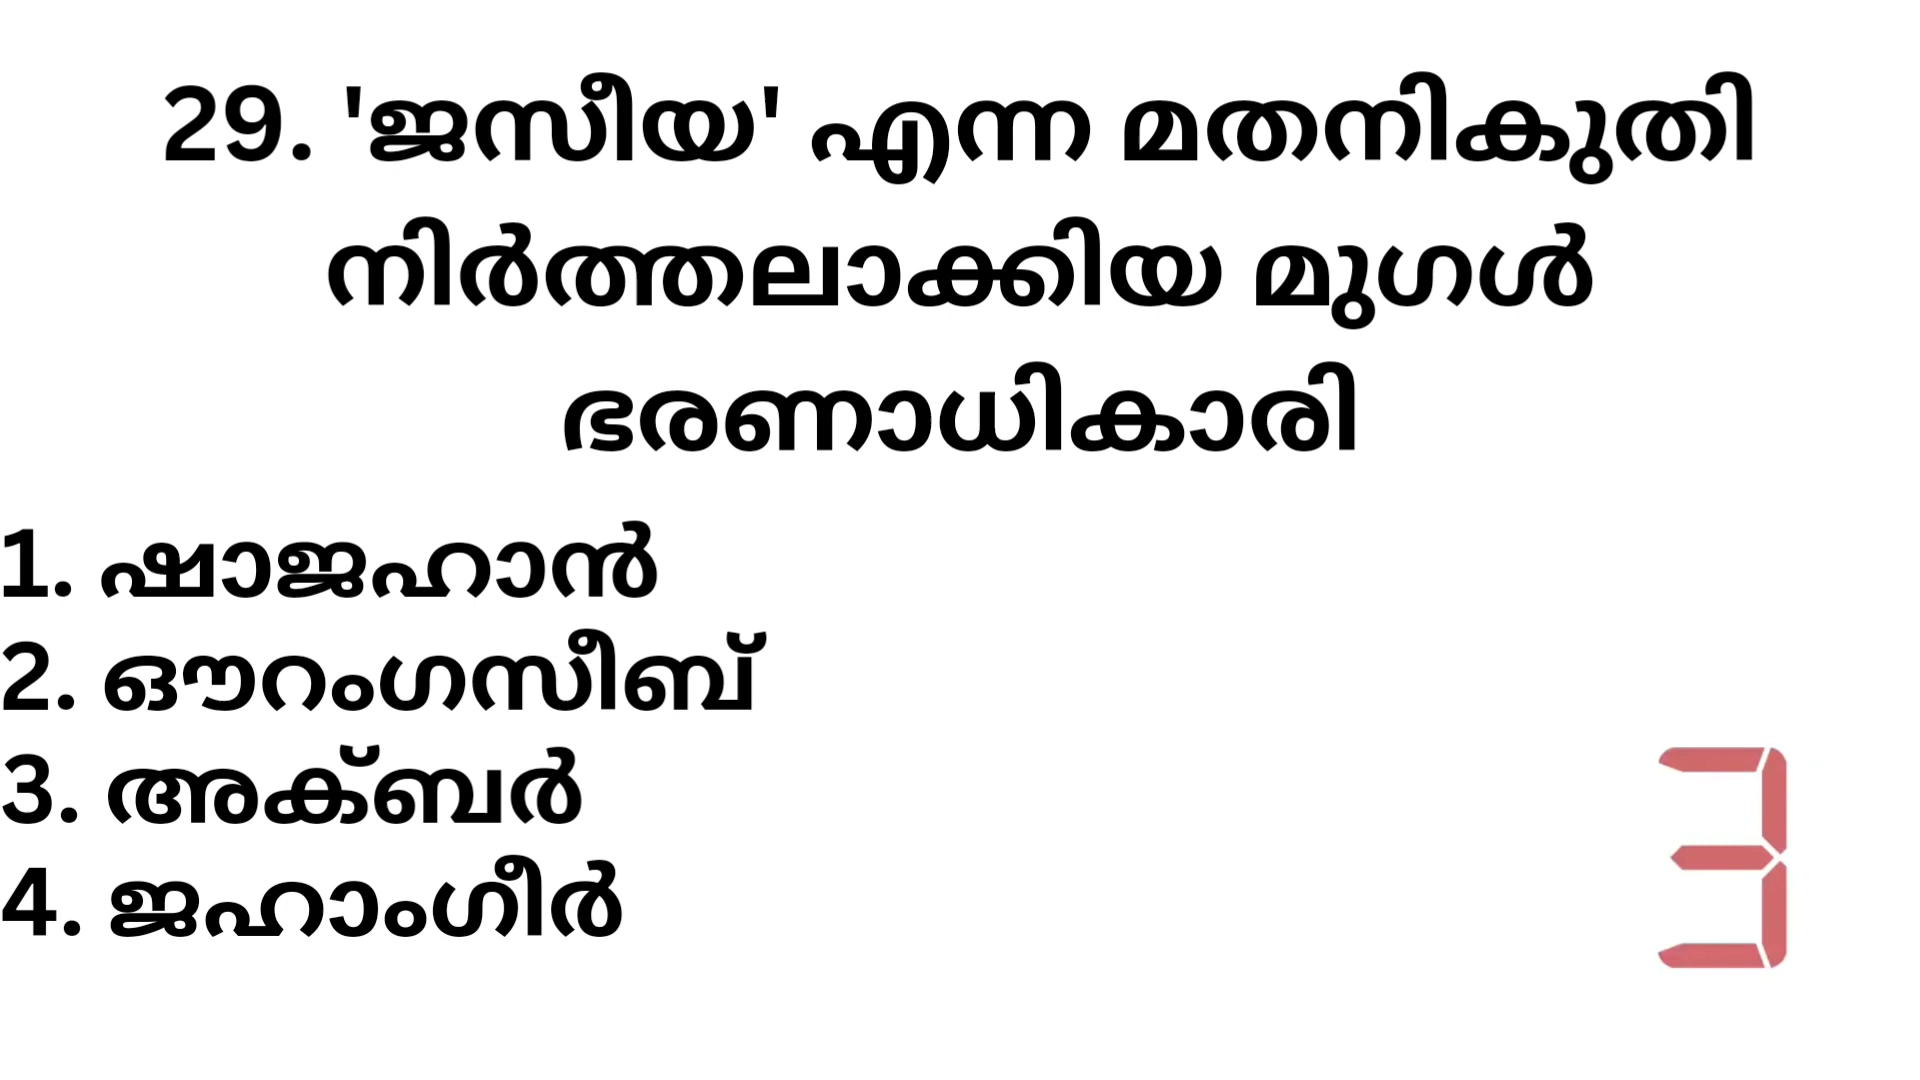 29. 'ജസീയ' എന്ന മതനികുതി
നിർത്തലാക്കിയ മുഗൾ
ഭരണാധികാരി
1. ഷാജഹാൻ
2. ഔറംഗസീബ്
3. അക്ബർ
4. ജഹാംഗീർ
3